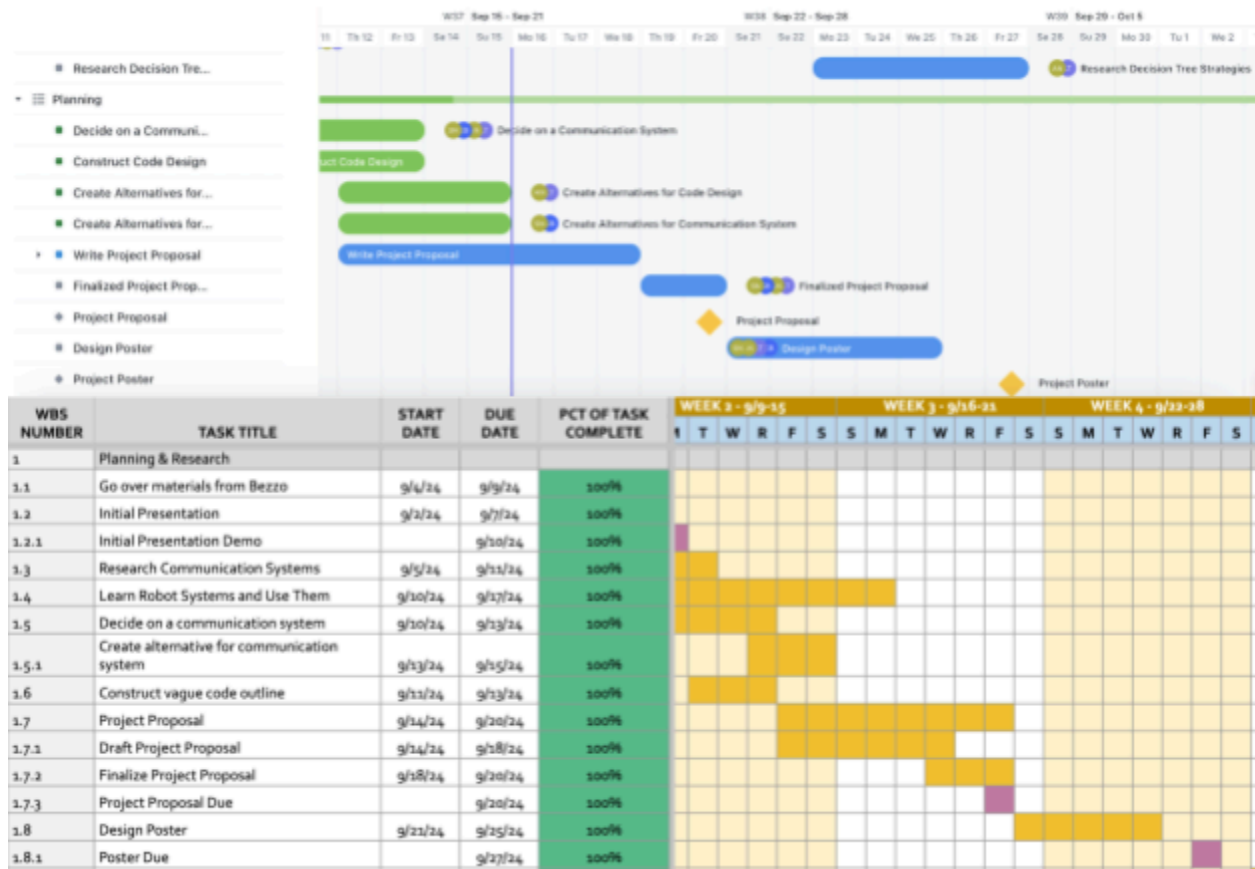 W37 Sep 15 - Sep 21 W38 Sep 22 - Sep 28 W39 Sep 29 - Oct 5
11 Th 12 Fr 13 Sa 14 Su 15 Mo 16 Tu 17 We 18 Th 19 Fr 20 Sa 21 Su 22 Mo 23 Tu 24 We 25 Th 26 Fr 27 Sa 28 Su 29 Mo 30 Tu 1 We 2
Research Decision Tre... Research Decision Tree Strategies
Planning
Decide on a Communi... Decide on a Communication System
Construct Code Design uct Code Design
Create Alternatives for... Create Alternatives for Code Design
Create Alternatives for... Create Alternatives for Communication System
Write Project Proposal Write Project Proposal
Finalized Project Prop... Finalized Project Proposal
Project Proposal Project Proposal
Design Poster Design Poster
Project Poster Project Poster
WBS NUMBER TASK TITLE START DATE DUE DATE PCT OF TASK COMPLETE WEEK 2 - 9/9-15 WEEK 3 - 9/16-21 WEEK 4 - 9/22-28
T W R F S S M T W R F S S M T W R F S
1 Planning & Research
1.1 Go over materials from Bezzo 9/4/24 9/9/24 100%
1.2 Initial Presentation 9/2/24 9/7/24 100%
1.2.1 Initial Presentation Demo 9/10/24 100%
1.3 Research Communication Systems 9/5/24 9/11/24 100%
1.4 Learn Robot Systems and Use Them 9/10/24 9/17/24 100%
1.5 Decide on a communication system 9/10/24 9/13/24 100%
Create alternative for communication
1.5.1 system 9/13/24 9/15/24 100%
1.6 Construct vague code outline 9/11/24 9/13/24 100%
1.7 Project Proposal 9/14/24 9/20/24 100%
1.7.1 Draft Project Proposal 9/14/24 9/18/24 100%
1.7.2 Finalize Project Proposal 9/18/24 9/20/24 100%
1.7.3 Project Proposal Due 9/20/24 100%
1.8 Design Poster 9/21/24 9/25/24 100%
1.8.1 Poster Due 9/27/24 100%